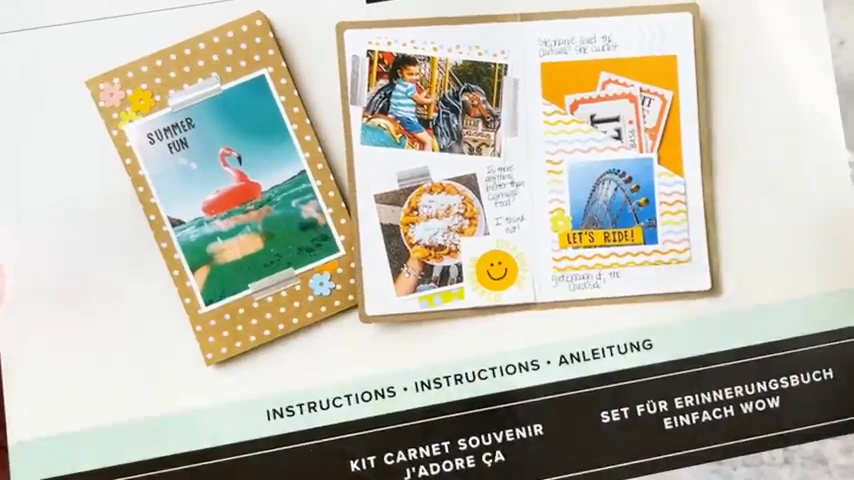 SUMMER
FUN
Is there
anything
better than
Carnival
food?
I think
not!
LET'S RIDE!
INSTRUCTIONS • INSTRUCTIONS • ANLEITUNG
KIT CARNET SOUVENIR
J'ADORE ÇA
SET FÜR ERINNERUNGSBUCH
EINFACH WOW